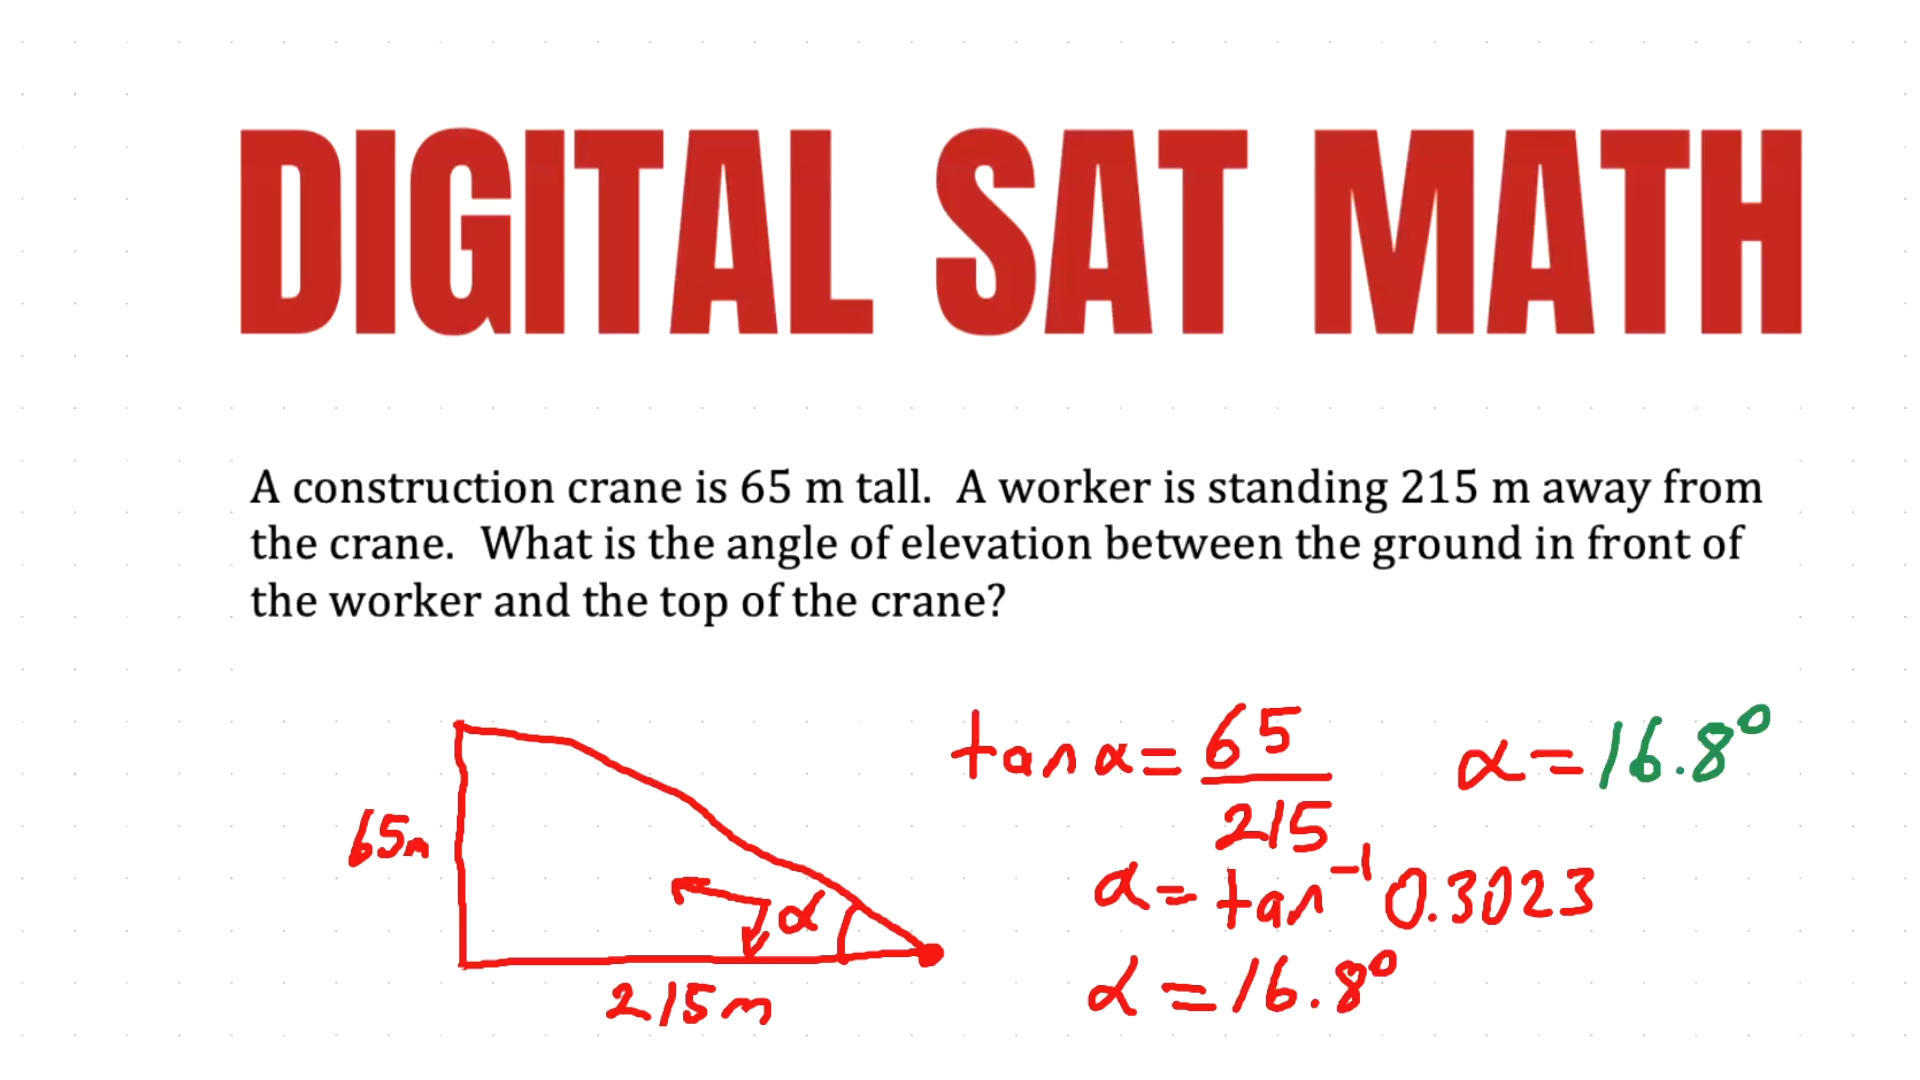 DIGITAL SAT MATH
A construction crane is 65 m tall. A worker is standing 215 m away from
the crane. What is the angle of elevation between the ground in front of
the worker and the top of the crane?
65m
α
215m
tan α = 65/215
α = tan⁻¹ 0.3023
α = 16.8°
α = 16.8°